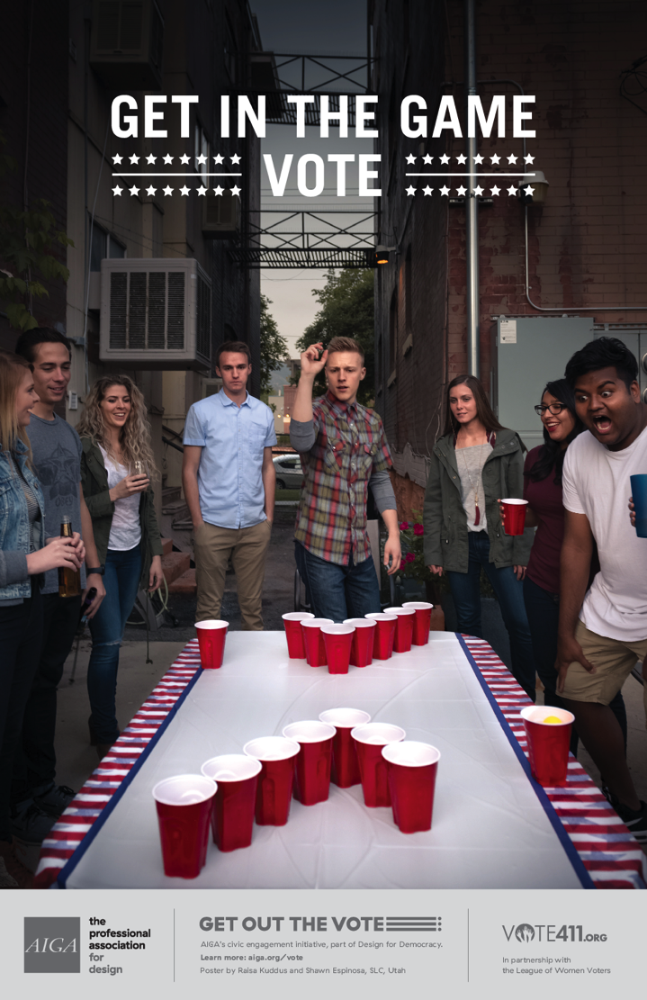 GET IN THE GAME
VOTE
AIGA
the
professional
association
for
design
GET OUT THE VOTE
AIGA's civic engagement initiative, part of Design for Democracy.
Learn more: aiga.org/vote
Poster by Raisa Kuddus and Shawn Espinosa, SLC, Utah
VOTE411.ORG
In partnership with
the League of Women Voters